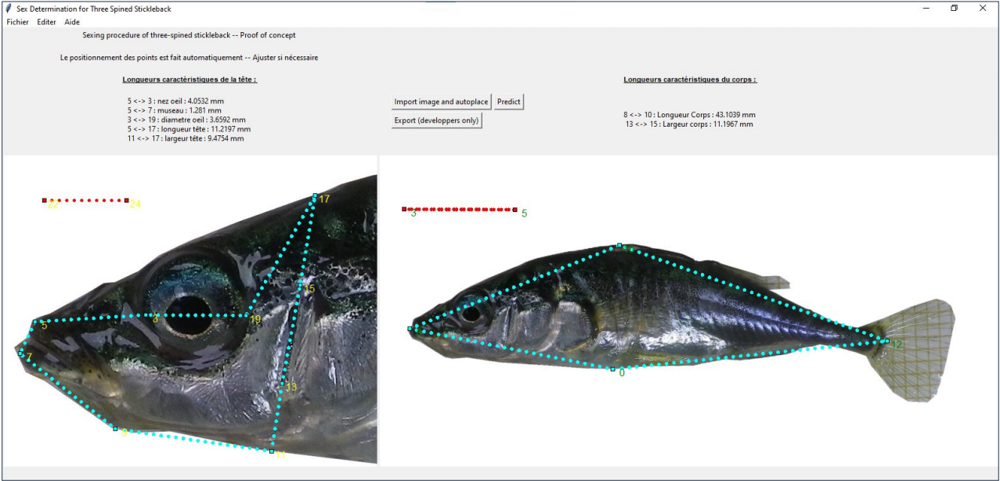 Sex Determination for Three Spined Stickleback
Fichier Editer Aide
Sexing procedure of three-spined stickleback -- Proof of concept
Le positionnement des points est fait automatiquement -- Ajuster si nécessaire
Longueurs caractéristiques de la tête :
5 <-> 3 : nez oeil : 4.0532 mm
5 <-> 7 : museau : 1.281 mm
3 <-> 19 : diametre oeil : 3.6592 mm
5 <-> 17 : longueur tête : 11.2197 mm
11 <-> 17 : largeur tête : 9.4754 mm
Import image and autoplace Predict
Export (developpers only)
Longueurs caractéristiques du corps :
8 <-> 10 : Longueur Corps : 43.1039 mm
13 <-> 15 : Largeur corps : 11.1967 mm
22 24
17
15
3 19
5
7
13
9
11
3 5
12
0